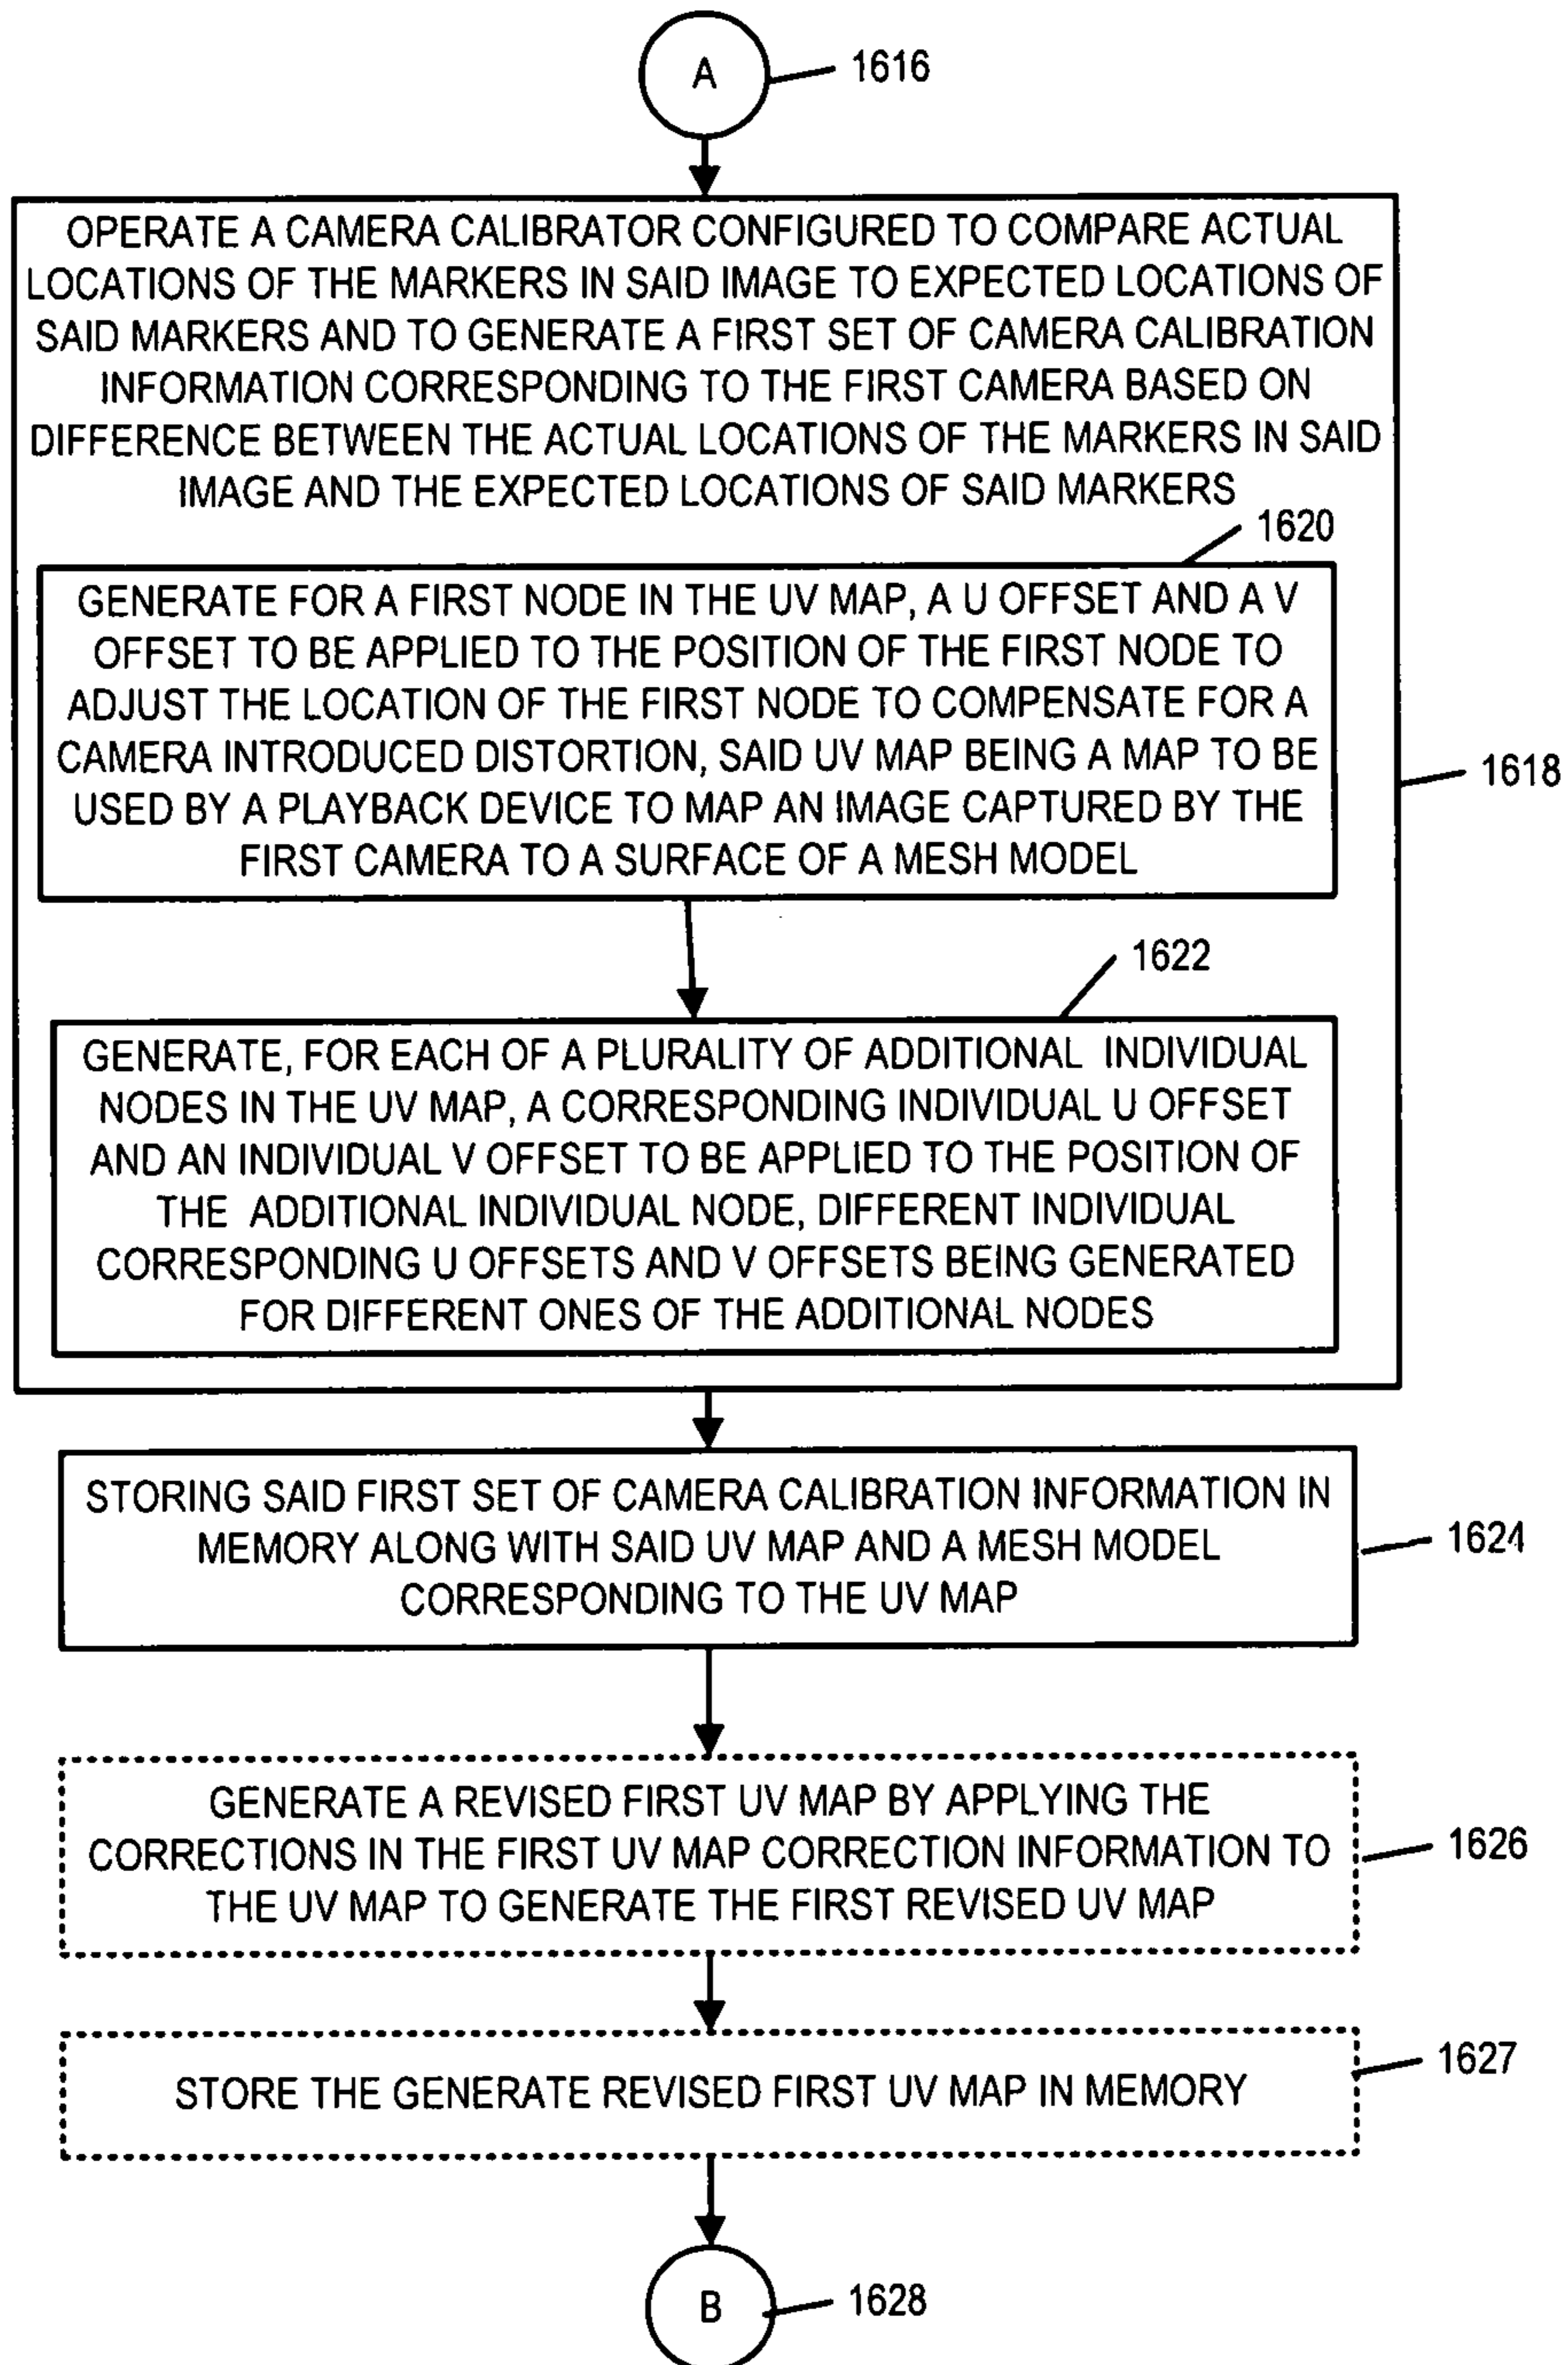 A
1616
OPERATE A CAMERA CALIBRATOR CONFIGURED TO COMPARE ACTUAL
LOCATIONS OF THE MARKERS IN SAID IMAGE TO EXPECTED LOCATIONS OF
SAID MARKERS AND TO GENERATE A FIRST SET OF CAMERA CALIBRATION
INFORMATION CORRESPONDING TO THE FIRST CAMERA BASED ON
DIFFERENCE BETWEEN THE ACTUAL LOCATIONS OF THE MARKERS IN SAID
IMAGE AND THE EXPECTED LOCATIONS OF SAID MARKERS
1620
GENERATE FOR A FIRST NODE IN THE UV MAP, A U OFFSET AND A V
OFFSET TO BE APPLIED TO THE POSITION OF THE FIRST NODE TO
ADJUST THE LOCATION OF THE FIRST NODE TO COMPENSATE FOR A
CAMERA INTRODUCED DISTORTION, SAID UV MAP BEING A MAP TO BE
USED BY A PLAYBACK DEVICE TO MAP AN IMAGE CAPTURED BY THE
FIRST CAMERA TO A SURFACE OF A MESH MODEL
1618
1622
GENERATE, FOR EACH OF A PLURALITY OF ADDITIONAL INDIVIDUAL
NODES IN THE UV MAP, A CORRESPONDING INDIVIDUAL U OFFSET
AND AN INDIVIDUAL V OFFSET TO BE APPLIED TO THE POSITION OF
THE ADDITIONAL INDIVIDUAL NODE, DIFFERENT INDIVIDUAL
CORRESPONDING U OFFSETS AND V OFFSETS BEING GENERATED
FOR DIFFERENT ONES OF THE ADDITIONAL NODES
STORING SAID FIRST SET OF CAMERA CALIBRATION INFORMATION IN
MEMORY ALONG WITH SAID UV MAP AND A MESH MODEL
CORRESPONDING TO THE UV MAP
1624
GENERATE A REVISED FIRST UV MAP BY APPLYING THE
CORRECTIONS IN THE FIRST UV MAP CORRECTION INFORMATION TO
THE UV MAP TO GENERATE THE FIRST REVISED UV MAP
1626
STORE THE GENERATE REVISED FIRST UV MAP IN MEMORY
1627
B
1628